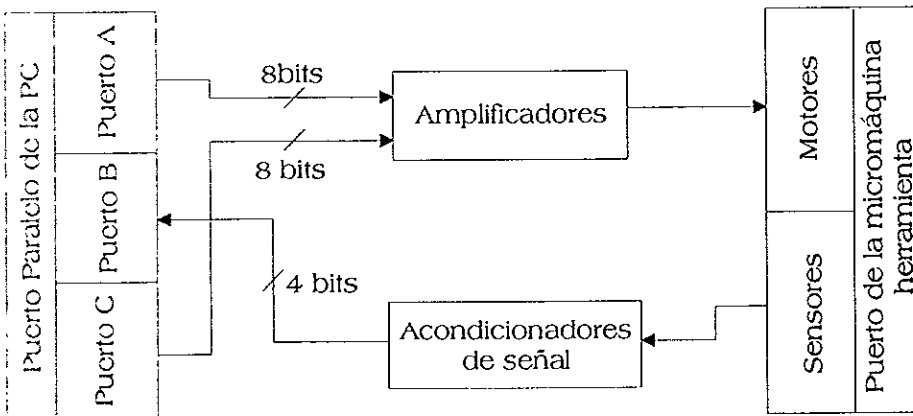 Puerto Paralelo de la PC
Puerto A
Puerto B
Puerto C
8bits
8 bits
4 bits
Amplificadores
Acondicionadores
de señal
Motores
Sensores
Puerto de la micromáquina
herramienta